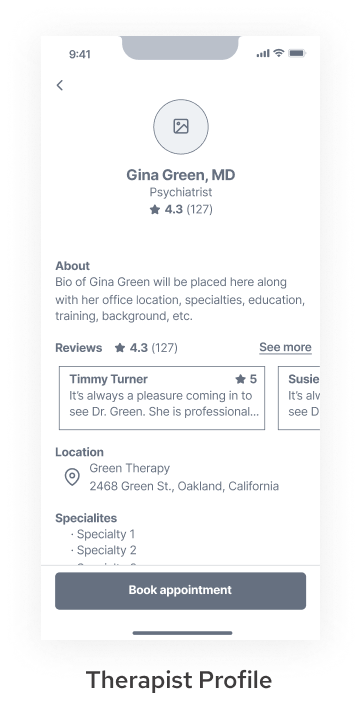 9:41
Gina Green, MD
Psychiatrist
★ 4.3 (127)
About
Bio of Gina Green will be placed here along
with her office location, specialties, education,
training, background, etc.
Reviews ★ 4.3 (127) See more
Timmy Turner ★ 5
It's always a pleasure coming in to
see Dr. Green. She is professional...
Susie
It's alw
see D
Location
Green Therapy
2468 Green St., Oakland, California
Specialites
· Specialty 1
· Specialty 2
Book appointment
Therapist Profile